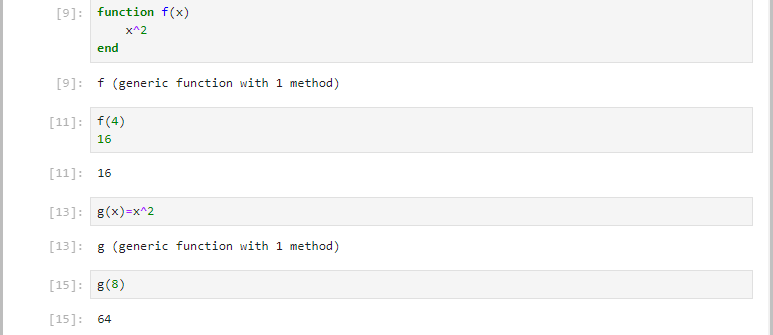 [9]: function f(x)
    x^2
end
[9]: f (generic function with 1 method)
[11]: f(4)
16
[11]: 16
[13]: g(x)=x^2
[13]: g (generic function with 1 method)
[15]: g(8)
[15]: 64